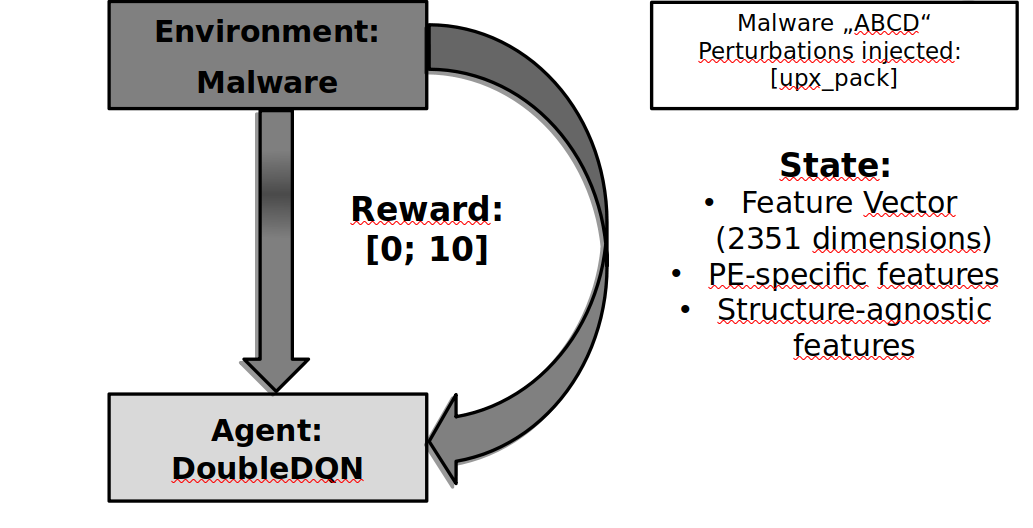 Environment:
Malware
Malware „ABCD“
Perturbations injected:
[upx_pack]
State:
• Feature Vector
(2351 dimensions)
• PE-specific features
• Structure-agnostic
features
Reward:
[0; 10]
Agent:
DoubleDQN